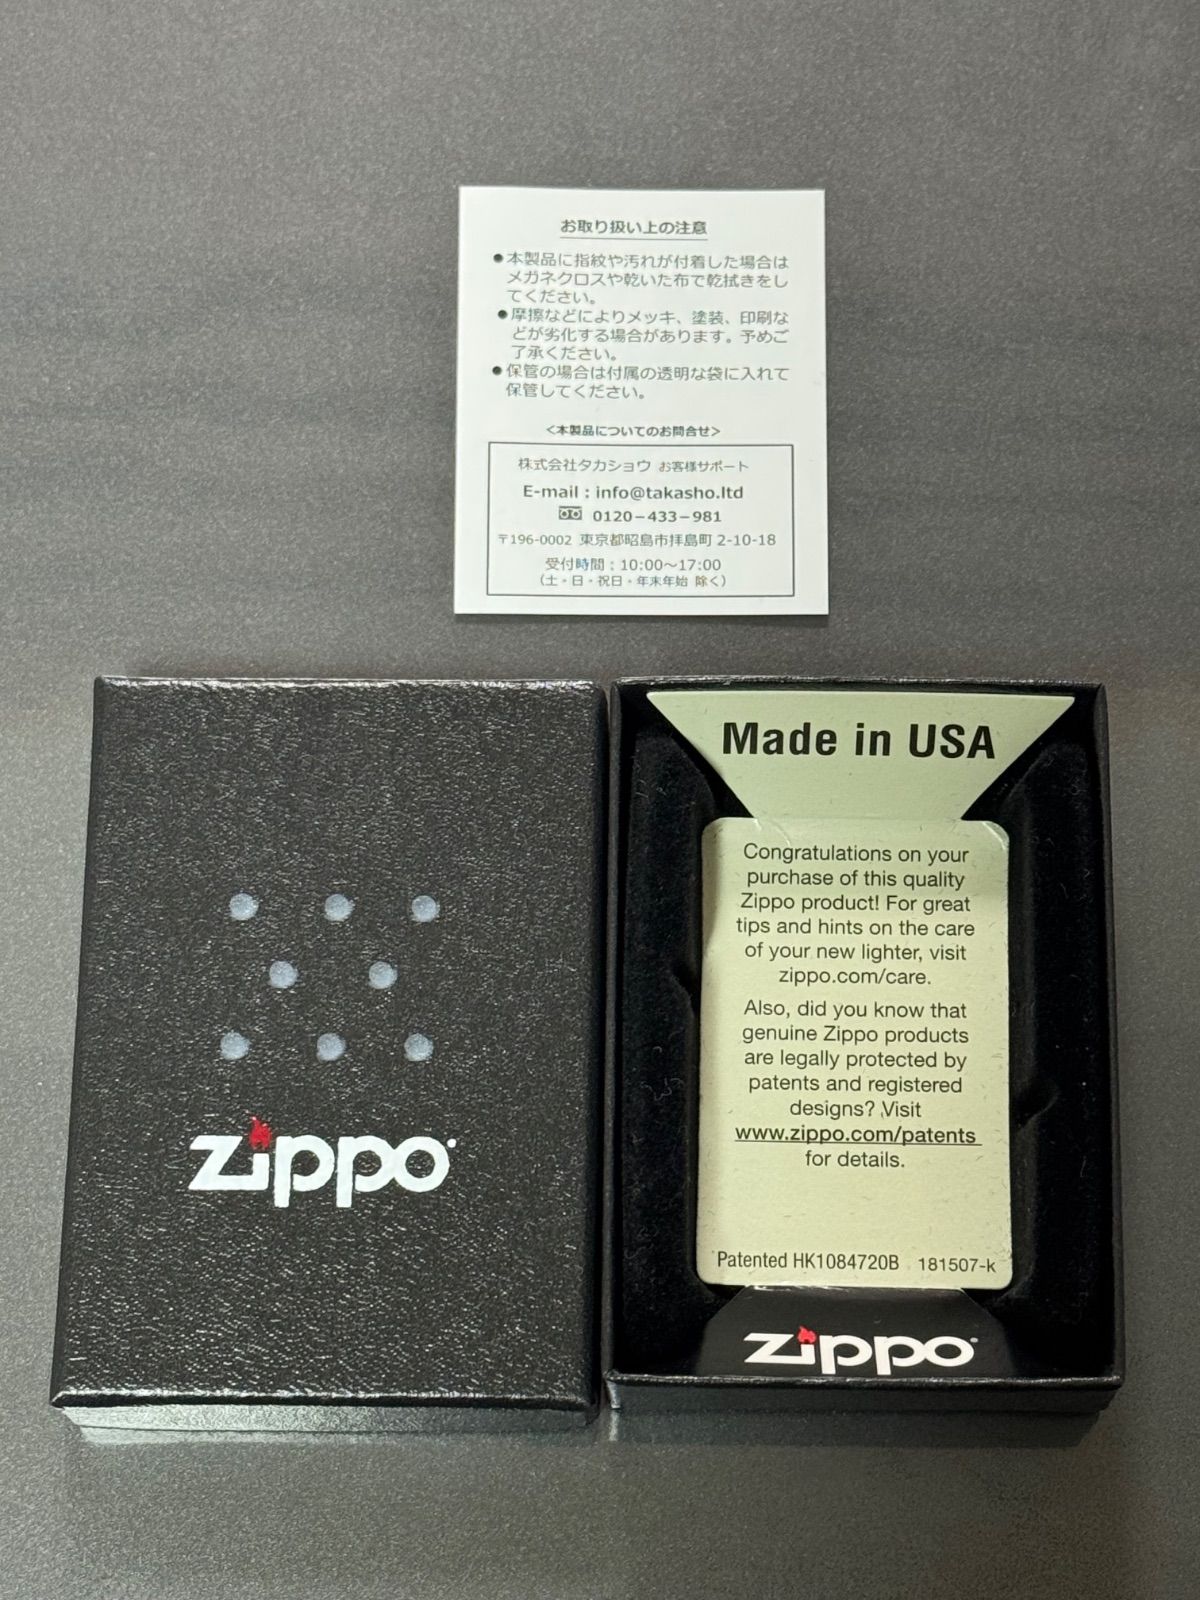 お取り扱い上の注意
●本製品に指紋や汚れが付着した場合は
メガネクロスや乾いた布で乾拭きをし
てください。
●摩擦などによりメッキ、塗装、印刷な
どが劣化する場合があります。予めご
了承ください。
●保管の場合は付属の透明な袋に入れて
保管してください。
<本製品についてのお問合せ>
株式会社タカショウ お客様サポート
E-mail : info@takasho.ltd
0120-433-981
〒196-0002 東京都昭島市拝島町 2-10-18
受付時間:10:00～17:00
(土・日・祝日・年末年始 除く)
zippo
Made in USA
Congratulations on your
purchase of this quality
Zippo product! For great
tips and hints on the care
of your new lighter, visit
zippo.com/care.
Also, did you know that
genuine Zippo products
are legally protected by
patents and registered
designs? Visit
www.zippo.com/patents
for details.
Patented HK1084720B 181507-k
zippo